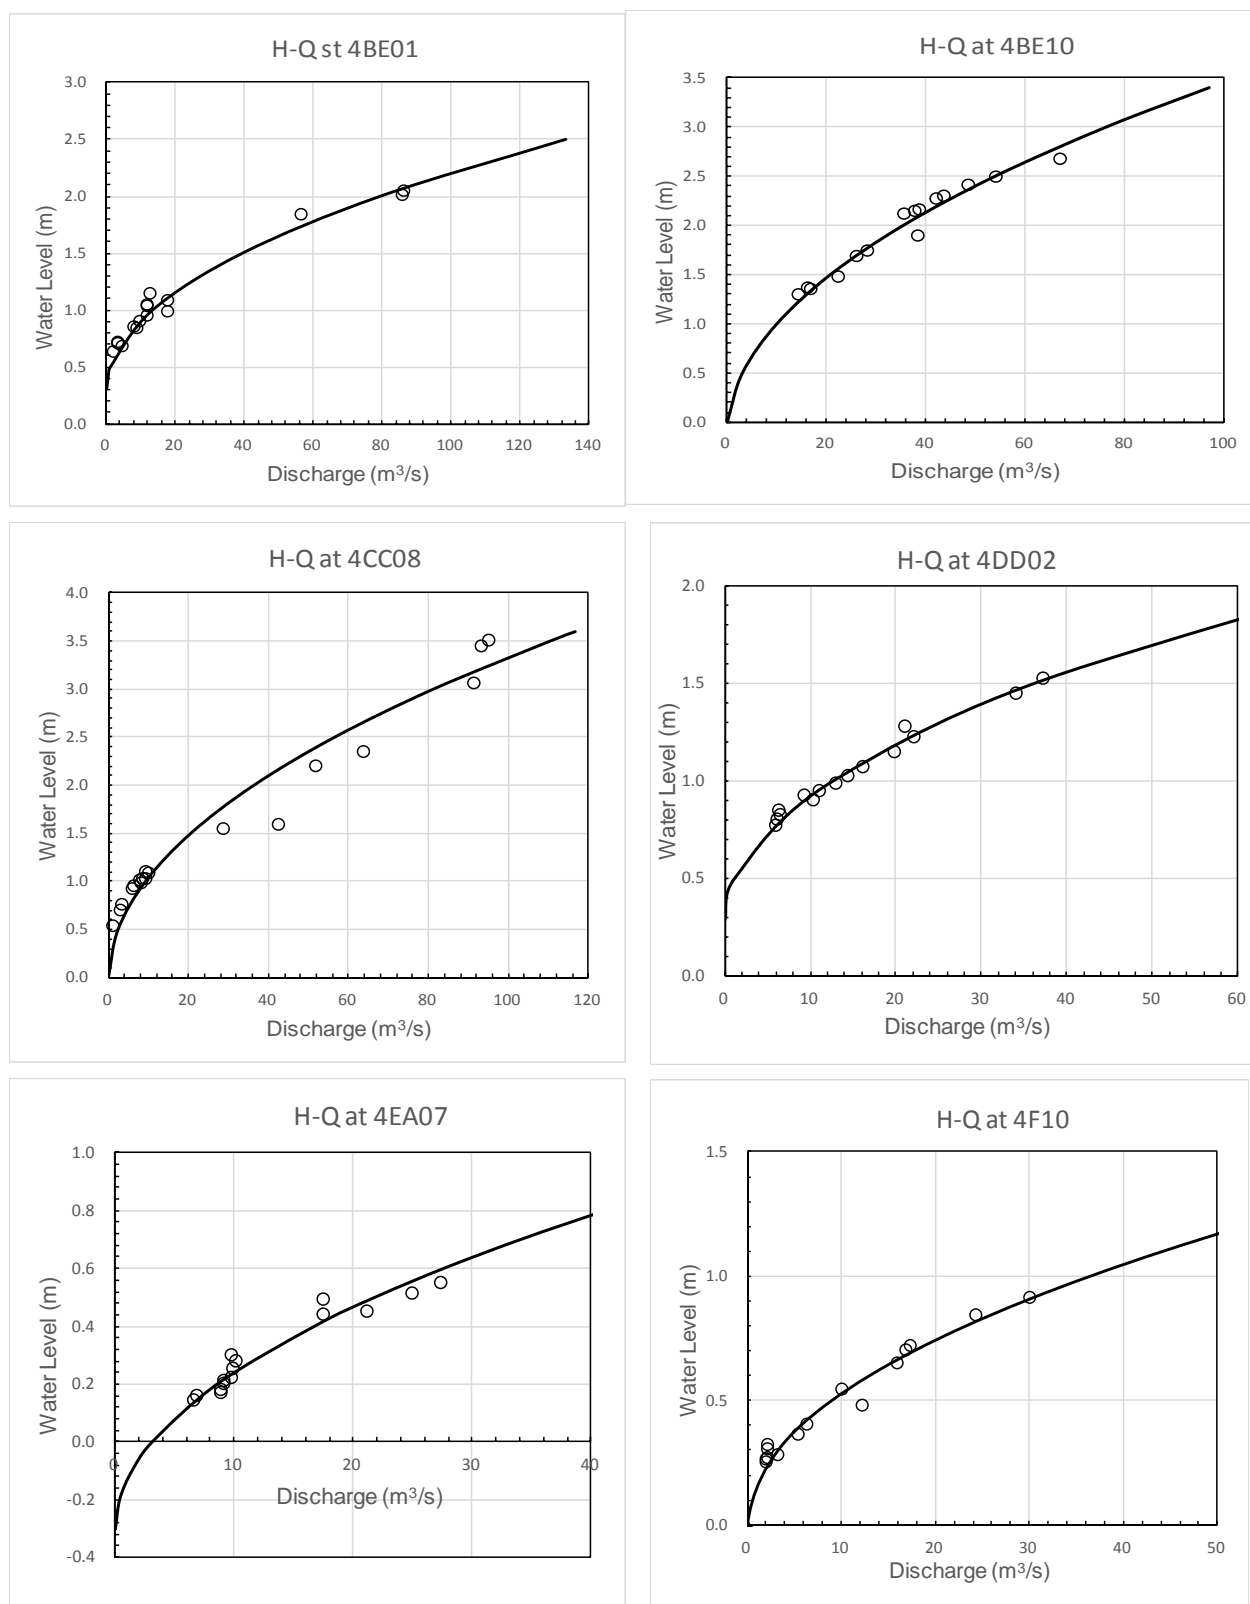 H-Q st 4BE01
3.0
2.5
2.0
1.5
1.0
0.5
0.0
0 20 40 60 80 100 120 140
Water Level (m)
Discharge (m³/s)
H-Q at 4BE10
3.5
3.0
2.5
2.0
1.5
1.0
0.5
0.0
0 20 40 60 80 100
Water Level (m)
Discharge (m³/s)
H-Q at 4CC08
4.0
3.5
3.0
2.5
2.0
1.5
1.0
0.5
0.0
0 20 40 60 80 100 120
Water Level (m)
Discharge (m³/s)
H-Q at 4DD02
2.0
1.5
1.0
0.5
0.0
0 10 20 30 40 50 60
Water Level (m)
Discharge (m³/s)
H-Q at 4EA07
1.0
0.8
0.6
0.4
0.2
0.0
-0.2
-0.4
0 10 20 30 40
Water Level (m)
Discharge (m³/s)
H-Q at 4F10
1.5
1.0
0.5
0.0
0 10 20 30 40 50
Water Level (m)
Discharge (m³/s)